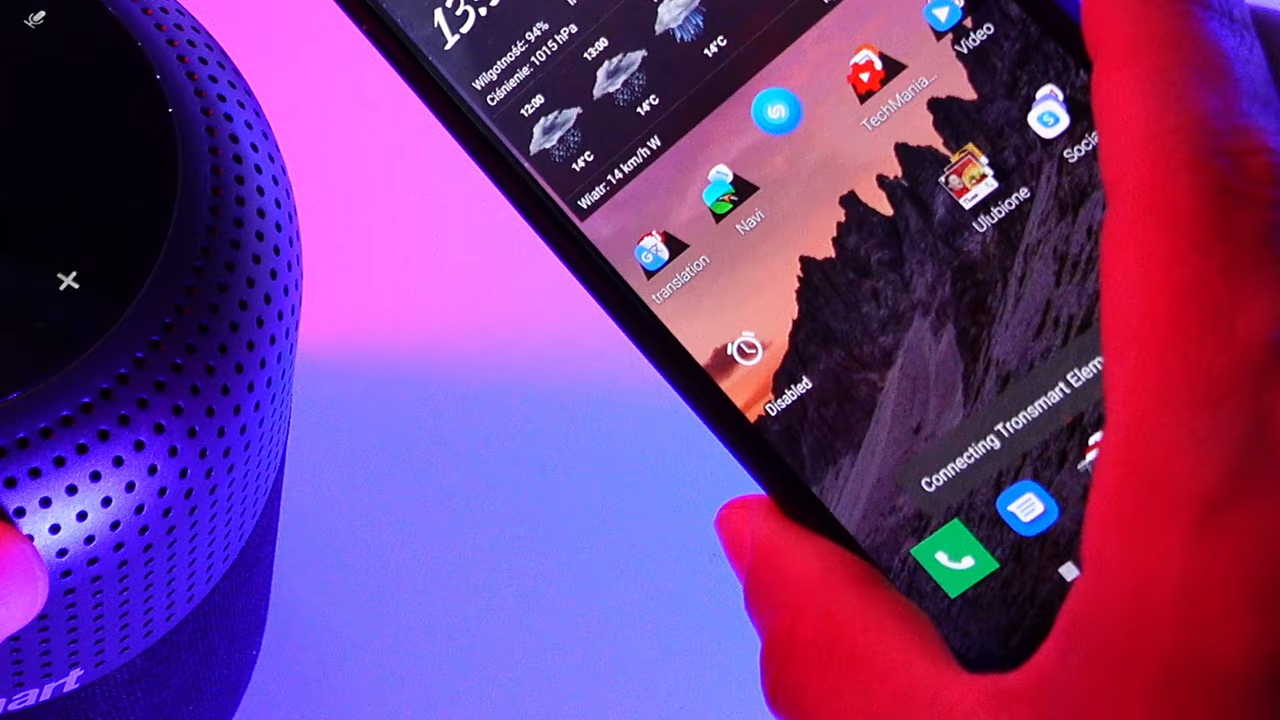 Wilgotność: 94%
Ciśnienie: 1015 hPa
12:00
13:00
14°C
14°C
14°C
Wiatr: 14 km/h W
Video
TechMania...
Navi
translation
Ulubione
Disabled
Connecting Tronsmart Elem